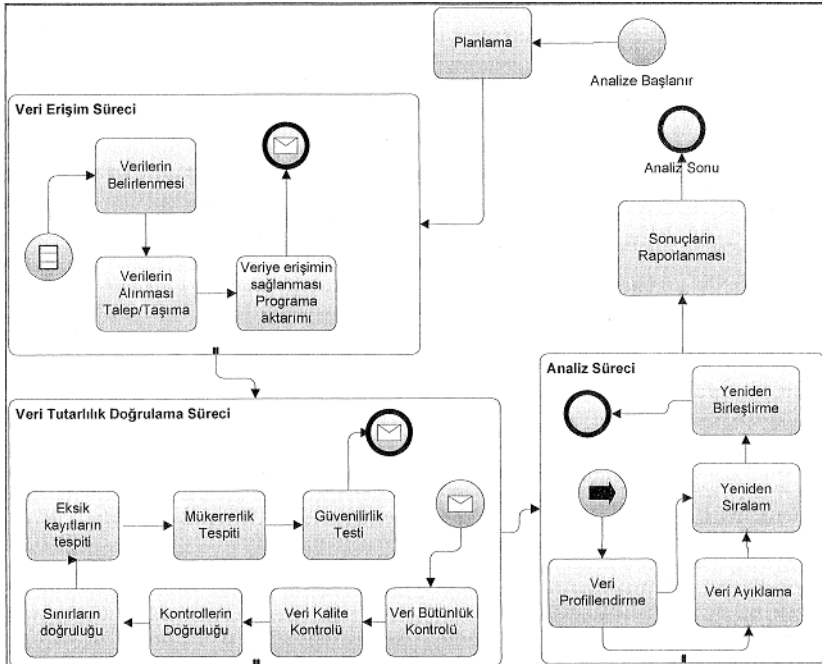 Planlama
Analize Başlanır
Veri Erişim Süreci
Verilerin
Belirlenmesi
Verilerin
Alınması
Talep/Taşıma
Veriye erişimin
sağlanması
Programa
aktarımı
Analiz Sonu
Sonuçların
Raporlanması
Veri Tutarlılık Doğrulama Süreci
Eksik
kayıtların
tespiti
Mükerrerlik
Tespiti
Güvenilirlik
Testi
Sınırların
doğruluğu
Kontrollerin
Doğruluğu
Veri Kalite
Kontrolü
Veri Bütünlük
Kontrolü
Analiz Süreci
Yeniden
Birleştirme
Yeniden
Sıralam
Veri
Profillendirme
Veri Ayıklama